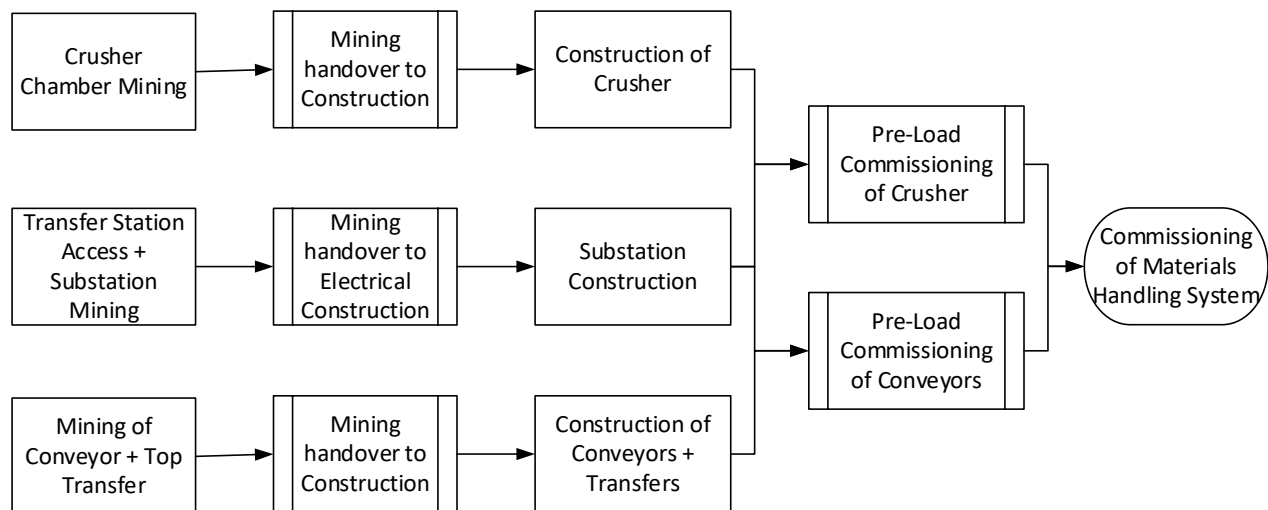 Crusher
Chamber Mining
Mining
handover to
Construction
Construction of
Crusher
Pre-Load
Commissioning
of Crusher
Transfer Station
Access +
Substation
Mining
Mining
handover to
Electrical
Construction
Substation
Construction
Commissioning
of Materials
Handling System
Pre-Load
Commissioning
of Conveyors
Mining of
Conveyor + Top
Transfer
Mining
handover to
Construction
Construction of
Conveyors +
Transfers